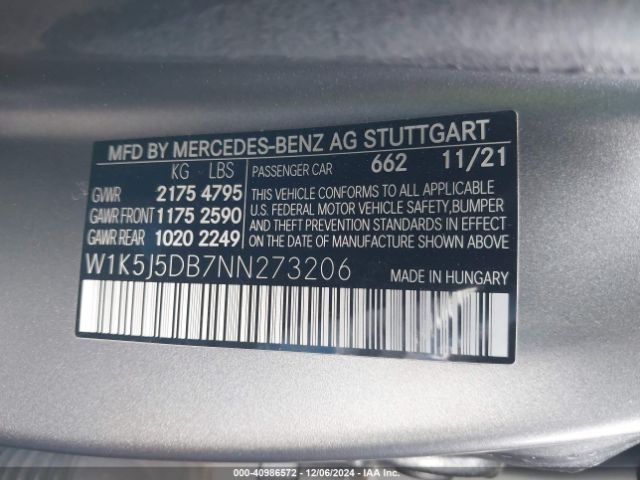 MFD BY MERCEDES-BENZ AG STUTTGART
KG LBS
PASSENGER CAR 662 11/21
GVWR 2175 4795
GAWR FRONT 1175 2590
GAWR REAR 1020 2249
THIS VEHICLE CONFORMS TO ALL APPLICABLE
U.S. FEDERAL MOTOR VEHICLE SAFETY,BUMPER
AND THEFT PREVENTION STANDARDS IN EFFECT
ON THE DATE OF MANUFACTURE SHOWN ABOVE.
W1K5J5DB7NN273206
MADE IN HUNGARY
000-40986572 - 12/06/2024 - IAA Inc.